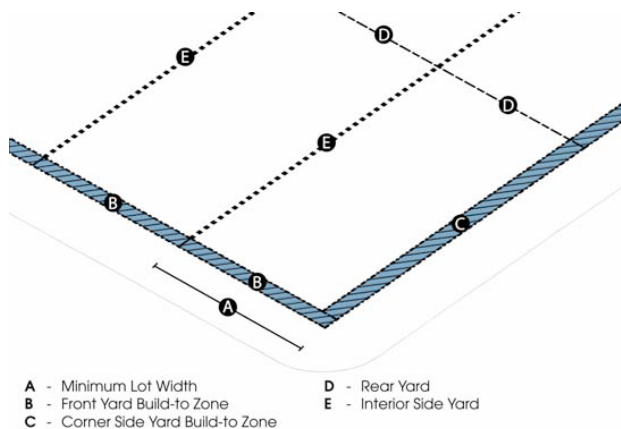 D
E
D
E
B
C
B
A
A - Minimum Lot Width
B - Front Yard Build-to Zone
C - Corner Side Yard Build-to Zone
D - Rear Yard
E - Interior Side Yard